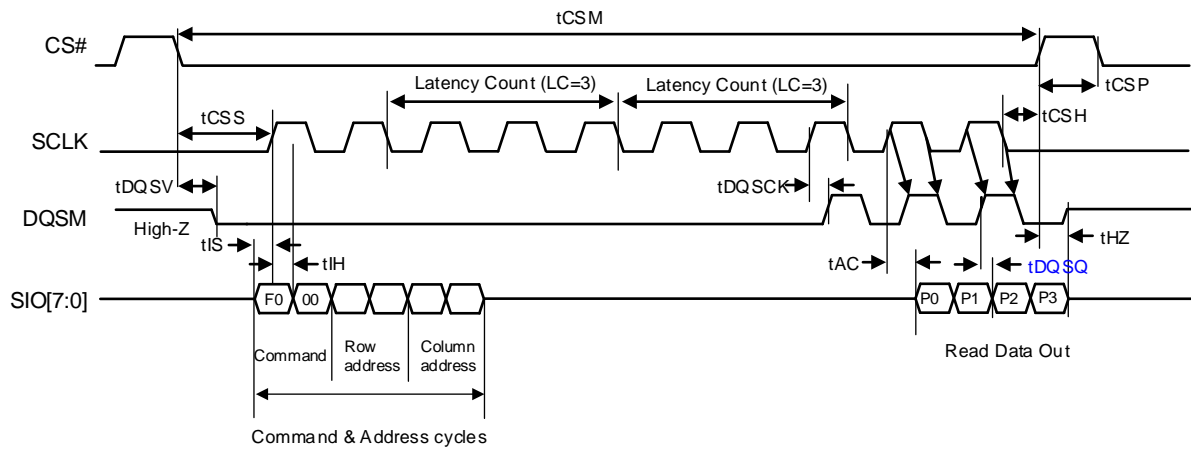 tCSM
CS#
Latency Count (LC=3)
Latency Count (LC=3)
tCSP
tCSS
tCSH
SCLK
tDQSV
tDQSCK
DQSM
High-Z
tIS
tHZ
tIH
tAC
tDQSQ
SIO[7:0]
F0
00
P0
P1
P2
P3
Command
Row
address
Column
address
Read Data Out
Command & Address cycles